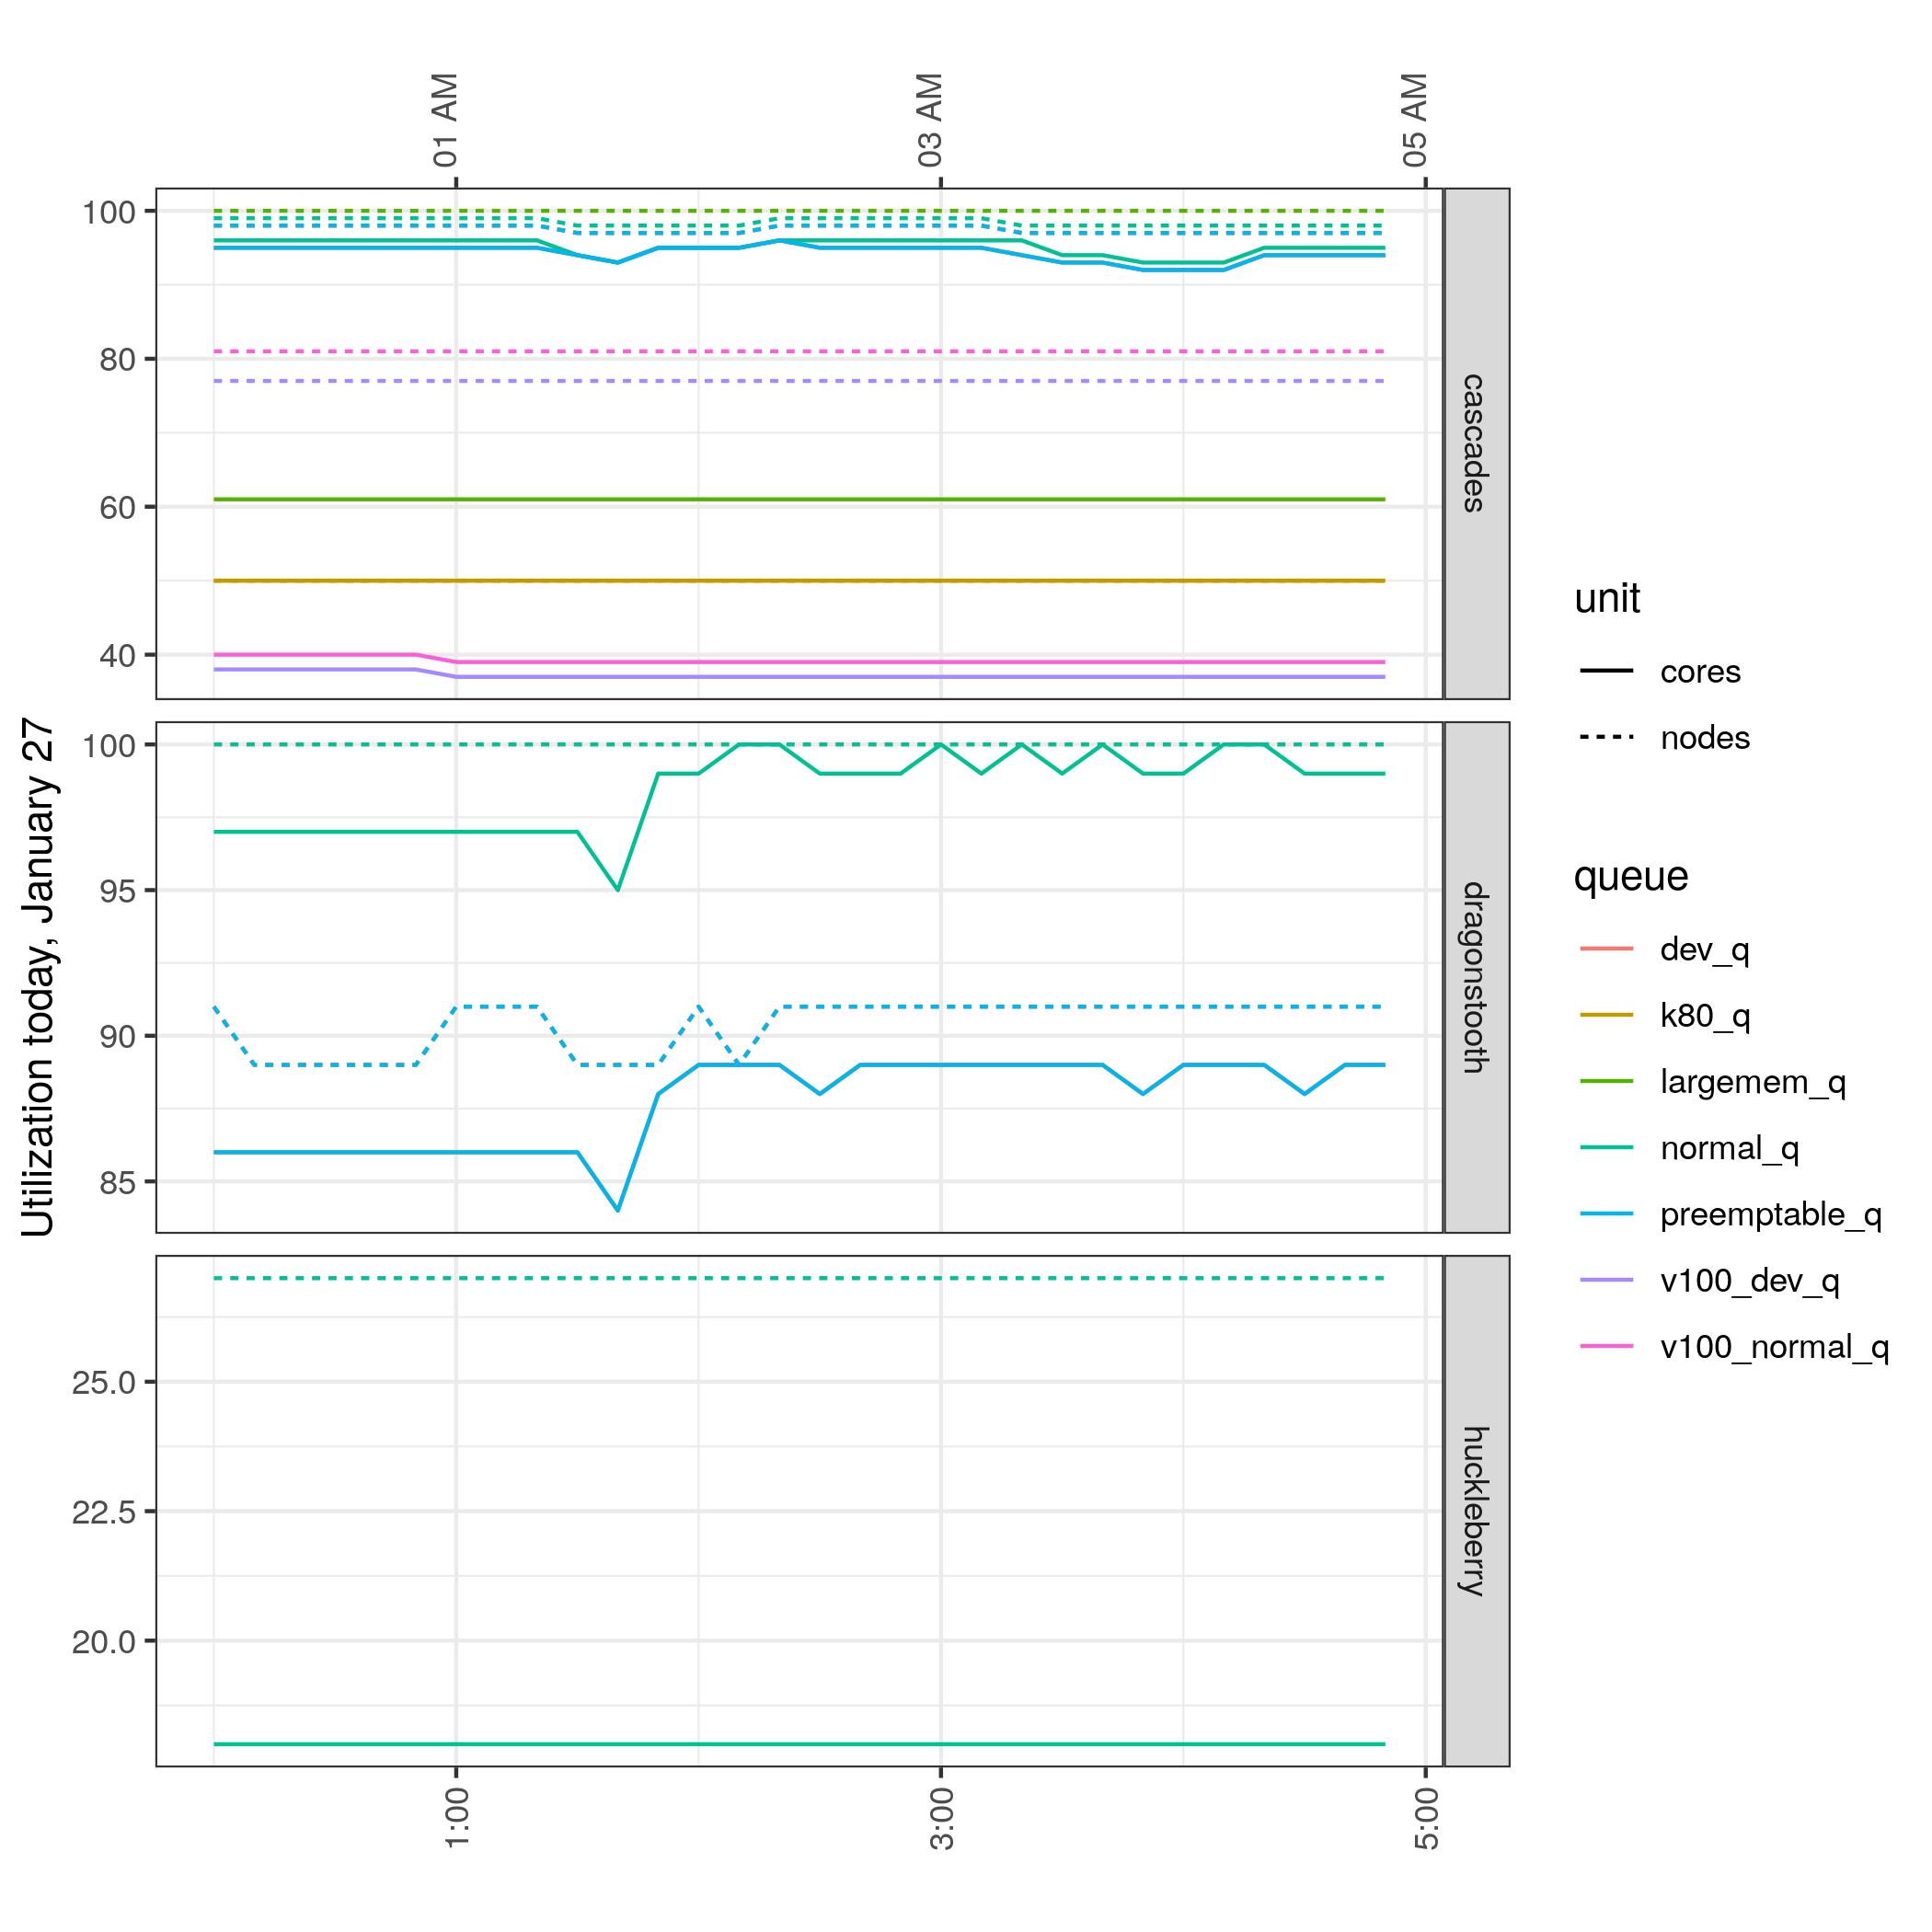 01 AM
03 AM
05 AM
Utilization today, January 27
100
80
60
40
cascades
100
95
90
85
dragonstooth
25.0
22.5
20.0
huckleberry
1:00
3:00
5:00
unit
cores
nodes
queue
dev_q
k80_q
largemem_q
normal_q
preemptable_q
v100_dev_q
v100_normal_q